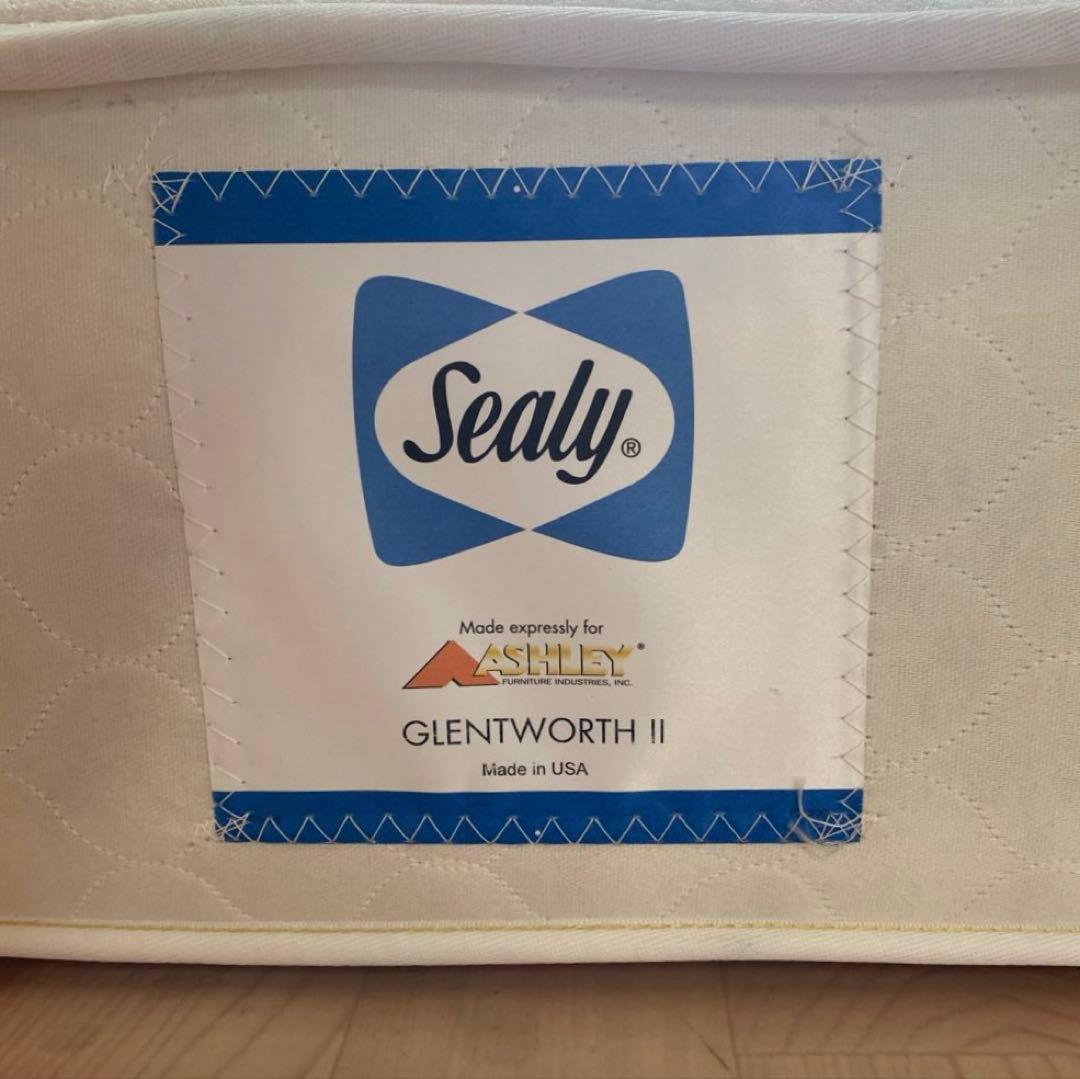 Sealy®
Made expressly for
ASHLEY®
FURNITURE INDUSTRIES, INC.
GLENTWORTH II
Made in USA